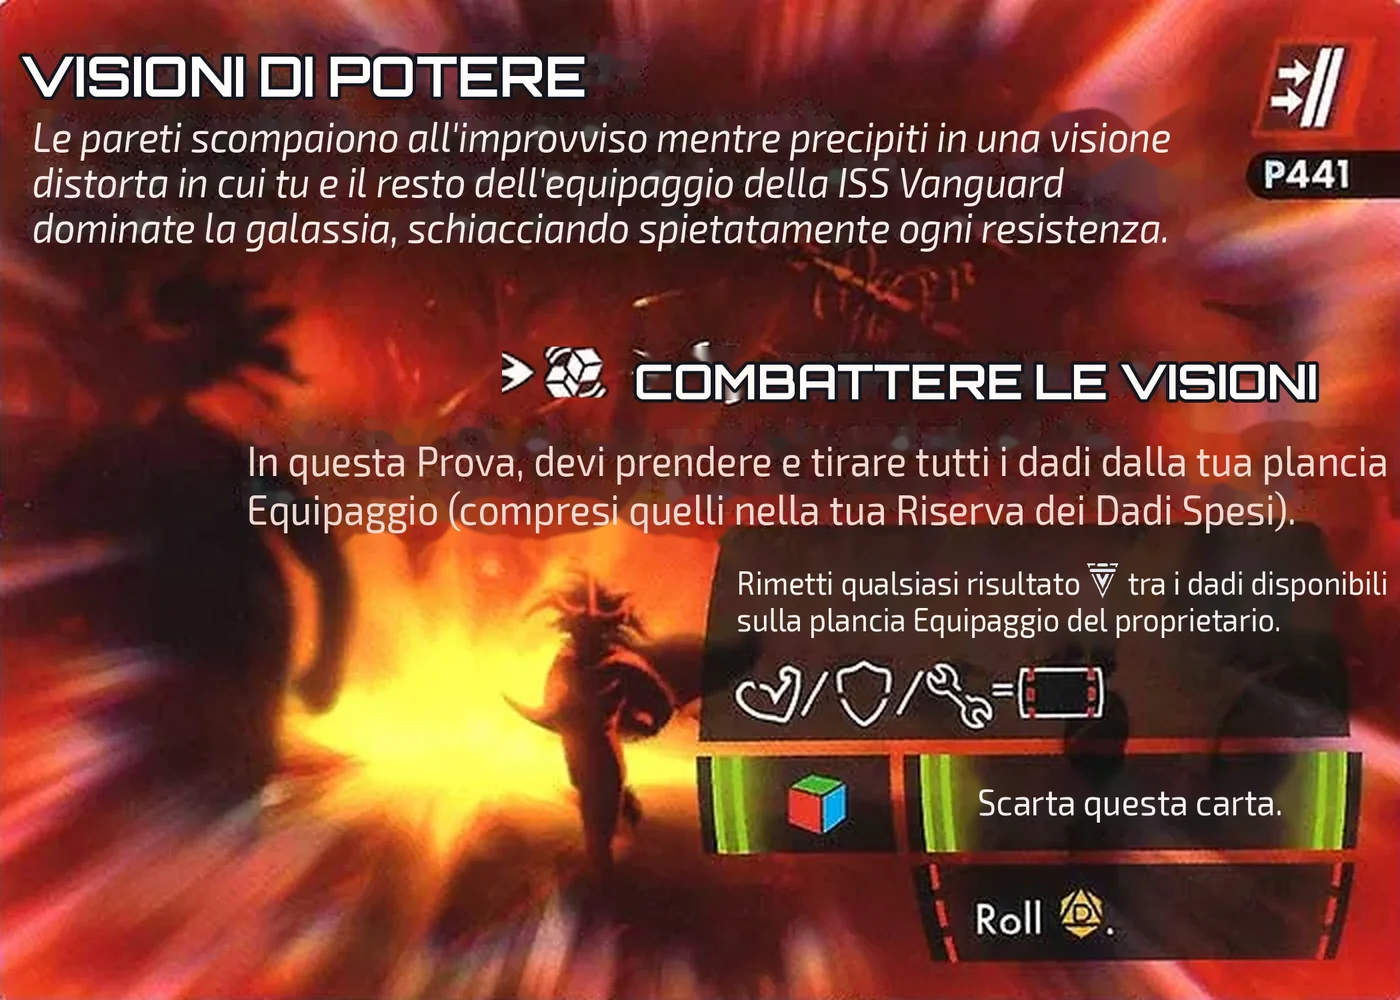 VISIONI DI POTERE
Le pareti scompaiono all'improvviso mentre precipiti in una visione
distorta in cui tu e il resto dell'equipaggio della ISS Vanguard
dominate la galassia, schiacciando spietatamente ogni resistenza.
P441
COMBATTERE LE VISIONI
In questa Prova, devi prendere e tirare tutti i dadi dalla tua plancia
Equipaggio (compresi quelli nella tua Riserva dei Dadi Spesi).
Rimetti qualsiasi risultato tra i dadi disponibili
sulla plancia Equipaggio del proprietario.
/ / =
Scarta questa carta.
Roll D.